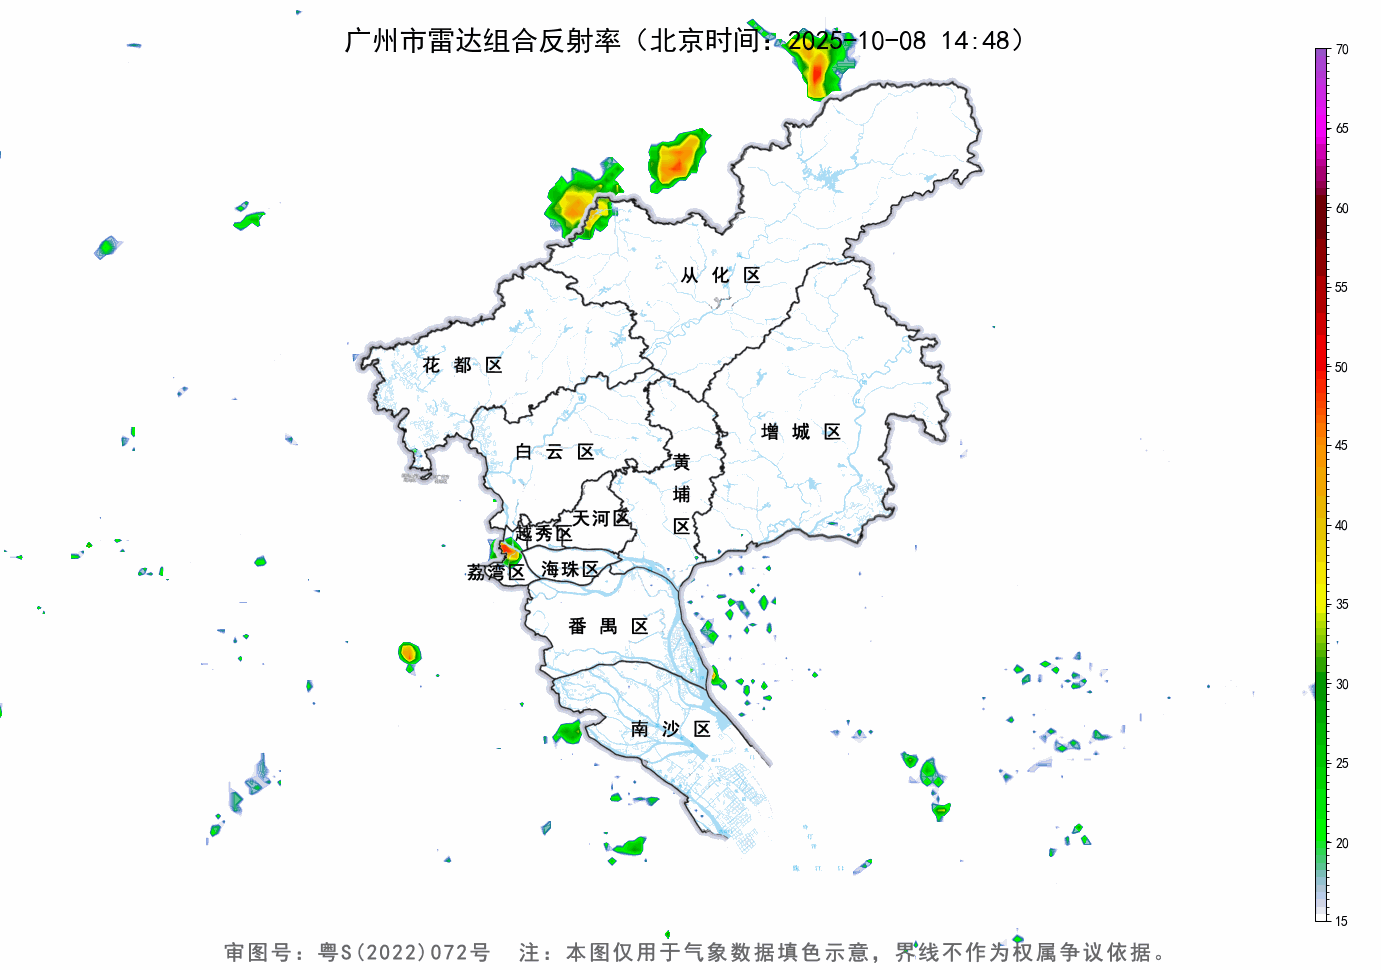 广州市雷达组合反射率（北京时间：2025-10-08 14:48）
70
65
60
55
50
45
40
35
30
25
20
15
从化区
花都区
增城区
白云区
黄埔区
天河区
越秀区
荔湾区
海珠区
番禺区
南沙区
审图号：粤S(2022)072号 注：本图仅用于气象数据填色示意，界线不作为权属争议依据。